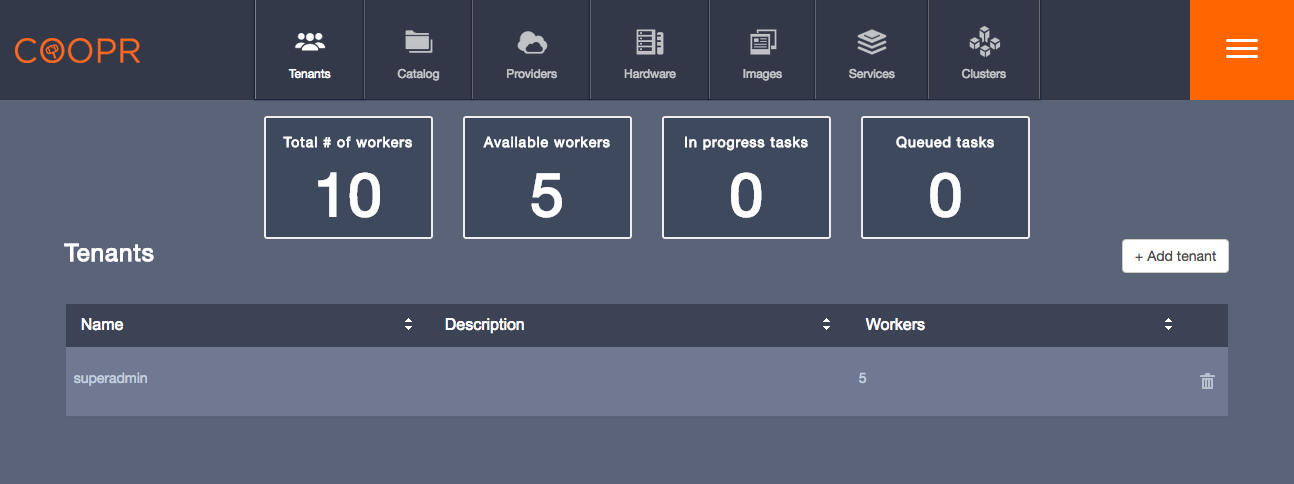 COOPR
Tenants
Catalog
Providers
Hardware
Images
Services
Clusters
Total # of workers
10
Available workers
5
In progress tasks
0
Queued tasks
0
Tenants
+ Add tenant
Name Description Workers
superadmin 5